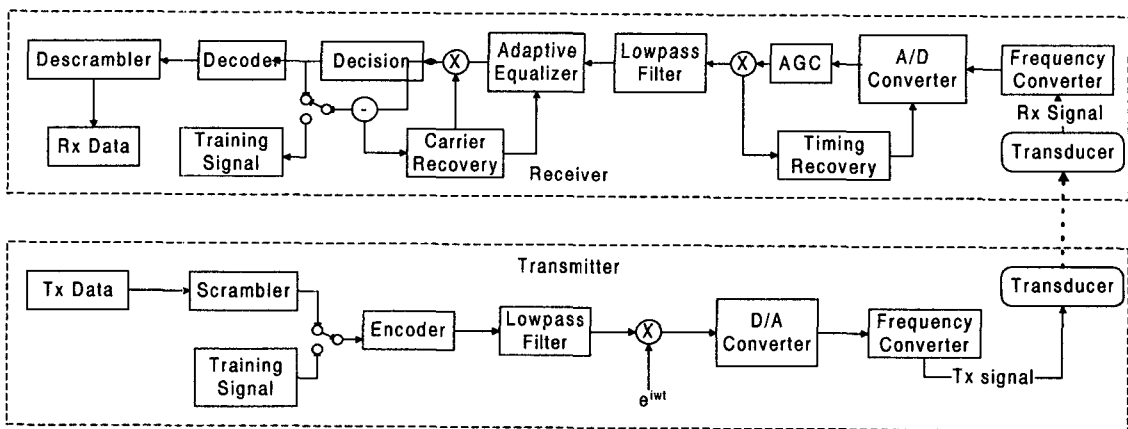 Descrambler
Decoder
Decision
X
Adaptive
Equalizer
Lowpass
Filter
X
AGC
A/D
Converter
Frequency
Converter
Rx Data
Training
Signal
-
Carrier
Recovery
Timing
Recovery
Rx Signal
Transducer
Receiver
Transmitter
Tx Data
Scrambler
Training
Signal
Encoder
Lowpass
Filter
X
e^iwt
D/A
Converter
Frequency
Converter
Tx signal
Transducer